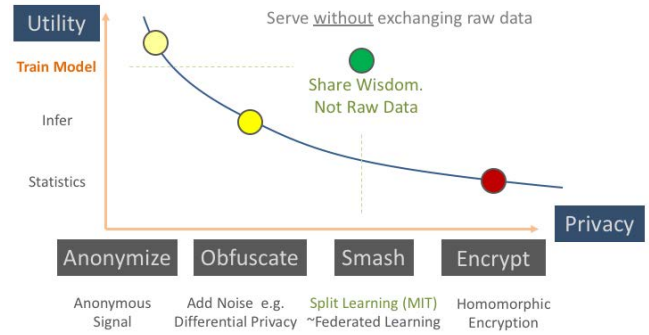 Utility
Serve without exchanging raw data
Train Model
Share Wisdom.
Not Raw Data
Infer
Statistics
Privacy
Anonymize
Obfuscate
Smash
Encrypt
Anonymous
Signal
Add Noise e.g.
Differential Privacy
Split Learning (MIT)
~Federated Learning
Homomorphic
Encryption